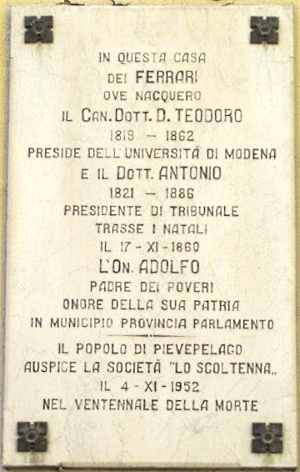 IN QUESTA CASA
DEI FERRARI
OVE NACQUERO
IL CAN. DOTT. D. TEODORO
1819 - 1862
PRESIDE DELL'UNIVERSITÀ DI MODENA
E IL DOTT. ANTONIO
1821 - 1886
PRESIDENTE DI TRIBUNALE
TRASSE I NATALI
IL 17-XI-1860
L'ON. ADOLFO
PADRE DEI POVERI
ONORE DELLA SUA PATRIA
IN MUNICIPIO PROVINCIA PARLAMENTO
IL POPOLO DI PIEVEPELAGO
AUSPICE LA SOCIETÀ "LO SCOLTENNA,,
IL 4-XI-1952
NEL VENTENNALE DELLA MORTE